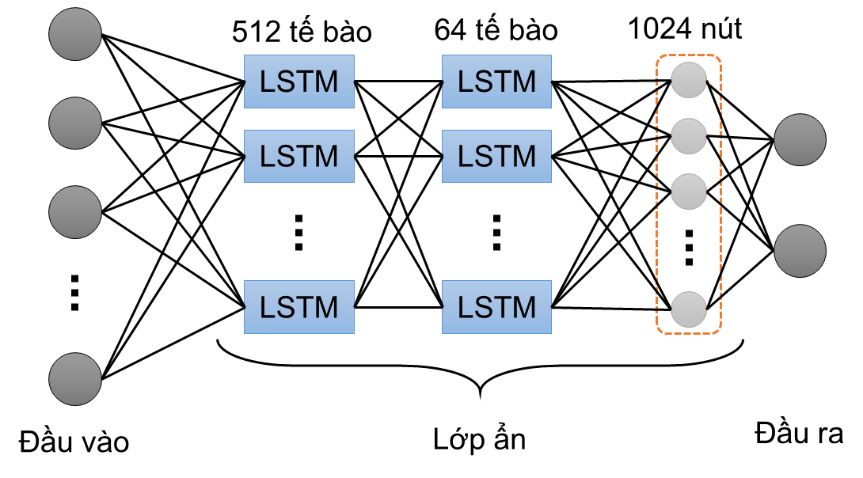 512 tế bào
64 tế bào
1024 nút
LSTM
LSTM
LSTM
LSTM
LSTM
LSTM
Đầu vào
Lớp ẩn
Đầu ra